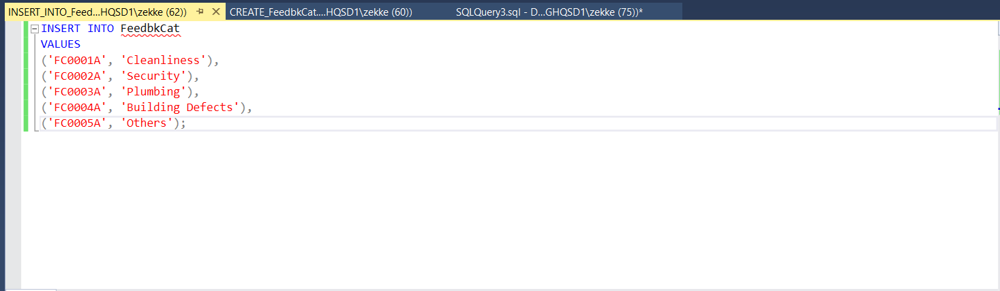 INSERT_INTO_Feed...HQSD1\zekke (62)) CREATE_FeedbkCat....HQSD1\zekke (60)) SQLQuery3.sql - D...GHQSD1\zekke (75))*
INSERT INTO FeedbkCat
VALUES
('FC0001A', 'Cleanliness'),
('FC0002A', 'Security'),
('FC0003A', 'Plumbing'),
('FC0004A', 'Building Defects'),
('FC0005A', 'Others');